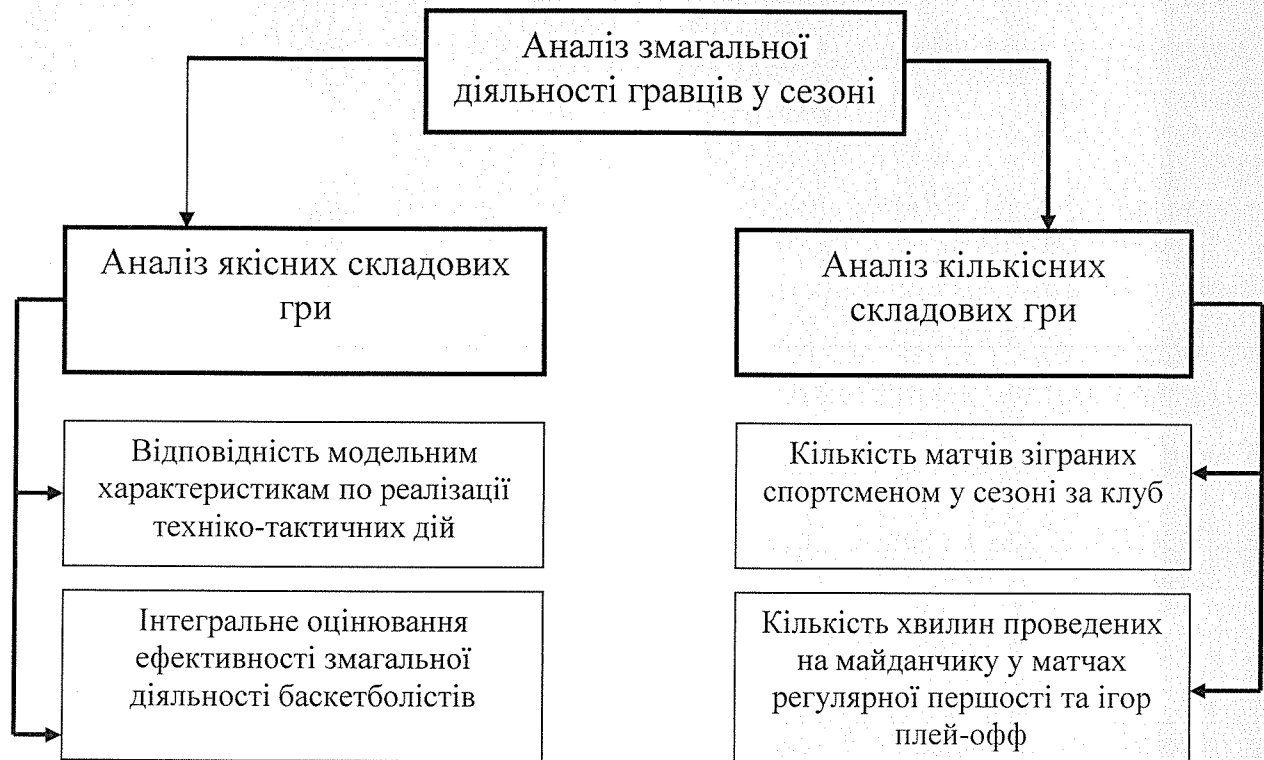 Аналіз змагальної
діяльності гравців у сезоні
Аналіз якісних складових
гри
Аналіз кількісних
складових гри
Відповідність модельним
характеристикам по реалізації
техніко-тактичних дій
Кількість матчів зіграних
спортсменом у сезоні за клуб
Інтегральне оцінювання
ефективності змагальної
діяльності баскетболістів
Кількість хвилин проведених
на майданчику у матчах
регулярної першості та ігор
плей-офф